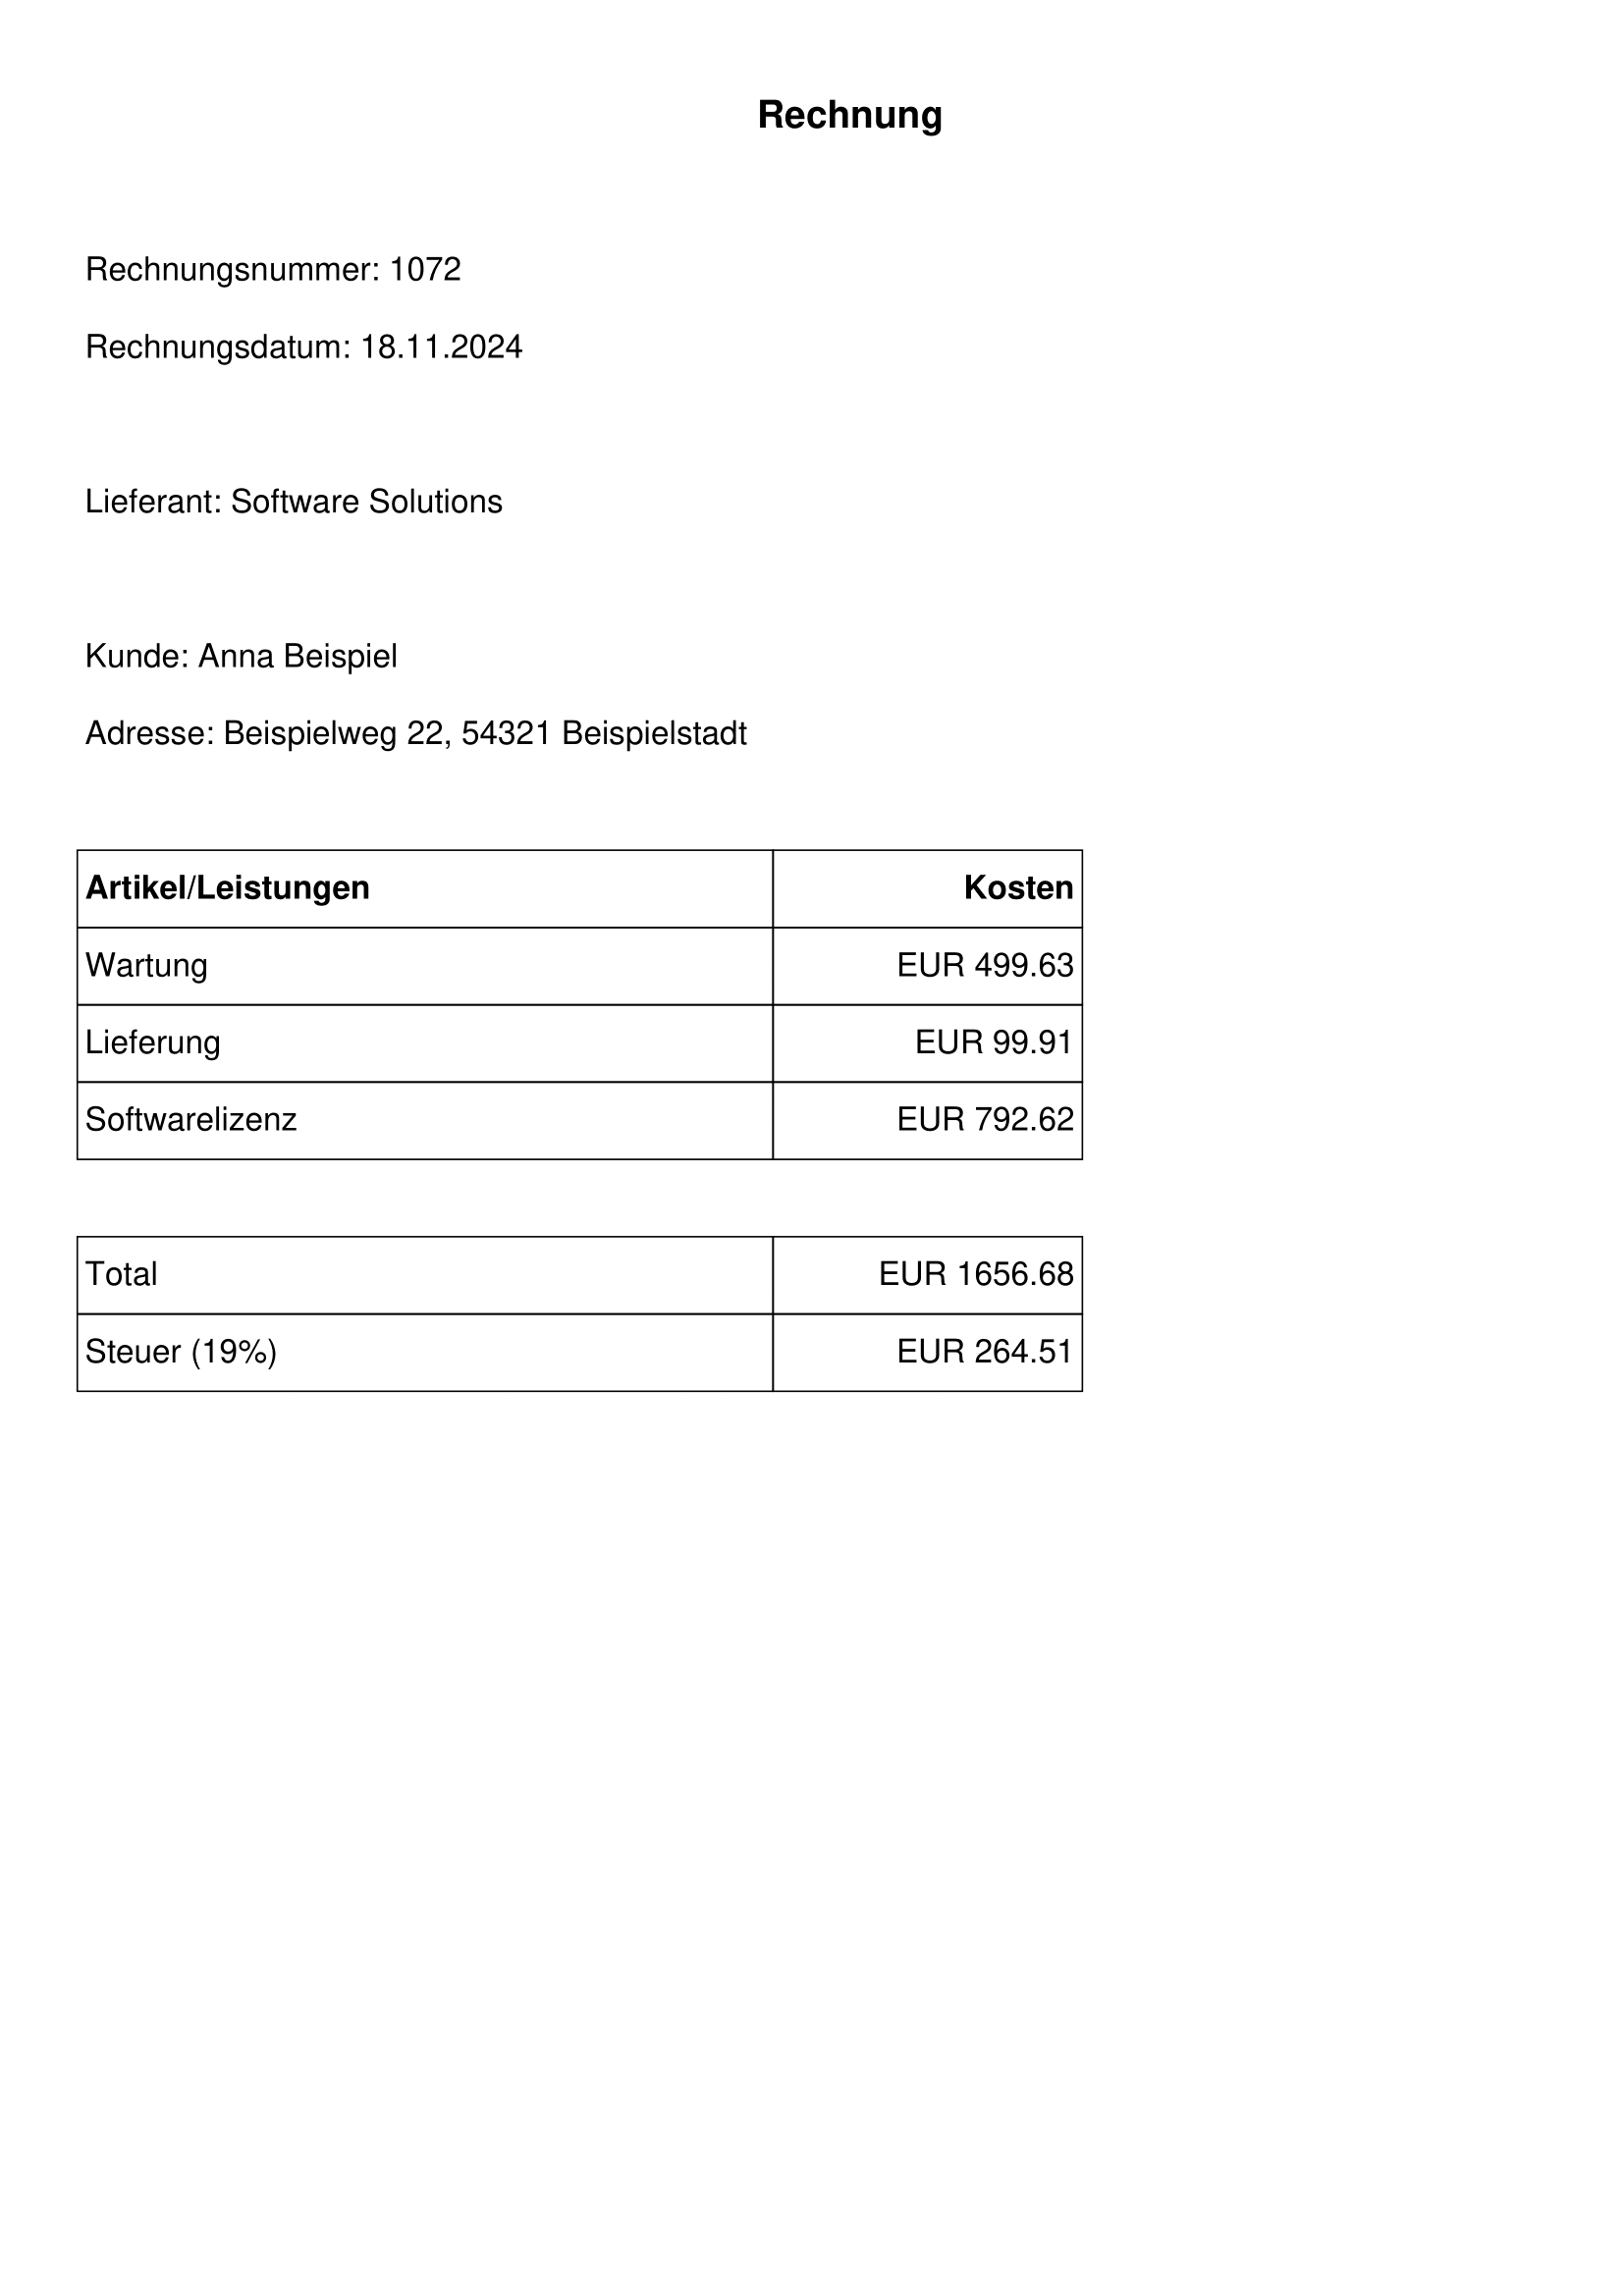 Rechnung
Rechnungsnummer: 1072
Rechnungsdatum: 18.11.2024
Lieferant: Software Solutions
Kunde: Anna Beispiel
Adresse: Beispielweg 22, 54321 Beispielstadt
Artikel/Leistungen Kosten
Wartung EUR 499.63
Lieferung EUR 99.91
Softwarelizenz EUR 792.62
Total EUR 1656.68
Steuer (19%) EUR 264.51